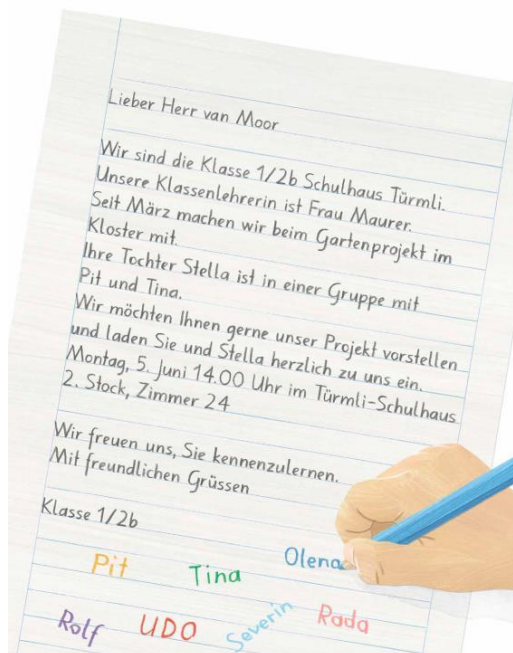 Lieber Herr van Moor
Wir sind die Klasse 1/2b Schulhaus Türmli.
Unsere Klassenlehrerin ist Frau Maurer.
Seit März machen wir beim Gartenprojekt im
Kloster mit.
Ihre Tochter Stella ist in einer Gruppe mit
Pit und Tina.
Wir möchten Ihnen gerne unser Projekt vorstellen
und laden Sie und Stella herzlich zu uns ein.
Montag, 5. Juni 14.00 Uhr im Türmli-Schulhaus
2. Stock, Zimmer 24
Wir freuen uns, Sie kennenzulernen.
Mit freundlichen Grüssen
Klasse 1/2b
Pit Tina Olena
Rolf UDO Severin Rada